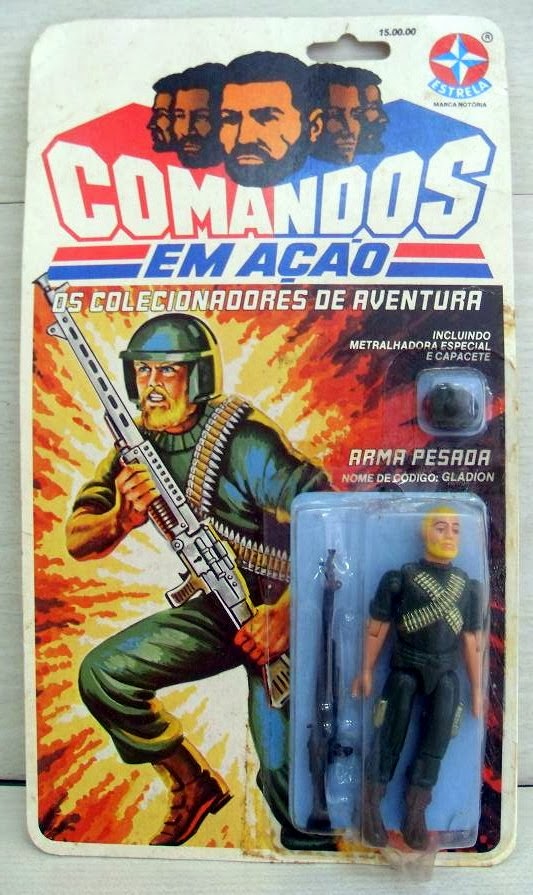 15.00.00
®
ESTRELA
MARCA NOTÓRIA
COMANDOS
EM AÇÃO
OS COLECIONADORES DE AVENTURA
INCLUINDO
METRALHADORA ESPECIAL
E CAPACETE
ARMA PESADA
NOME DE CÓDIGO: GLADION